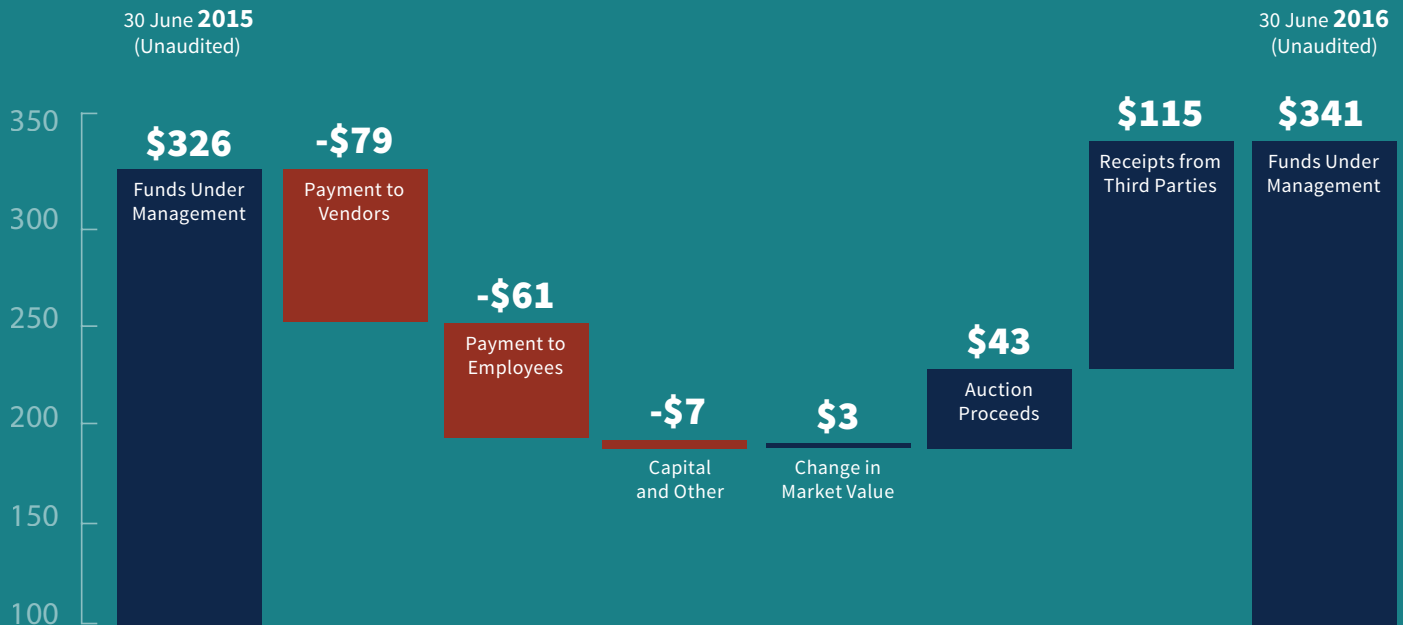 30 June 2015
(Unaudited)
30 June 2016
(Unaudited)
350
300
250
200
150
100
$326
Funds Under
Management
-$79
Payment to
Vendors
-$61
Payment to
Employees
-$7
Capital
and Other
$3
Change in
Market Value
$43
Auction
Proceeds
$115
Receipts from
Third Parties
$341
Funds Under
Management